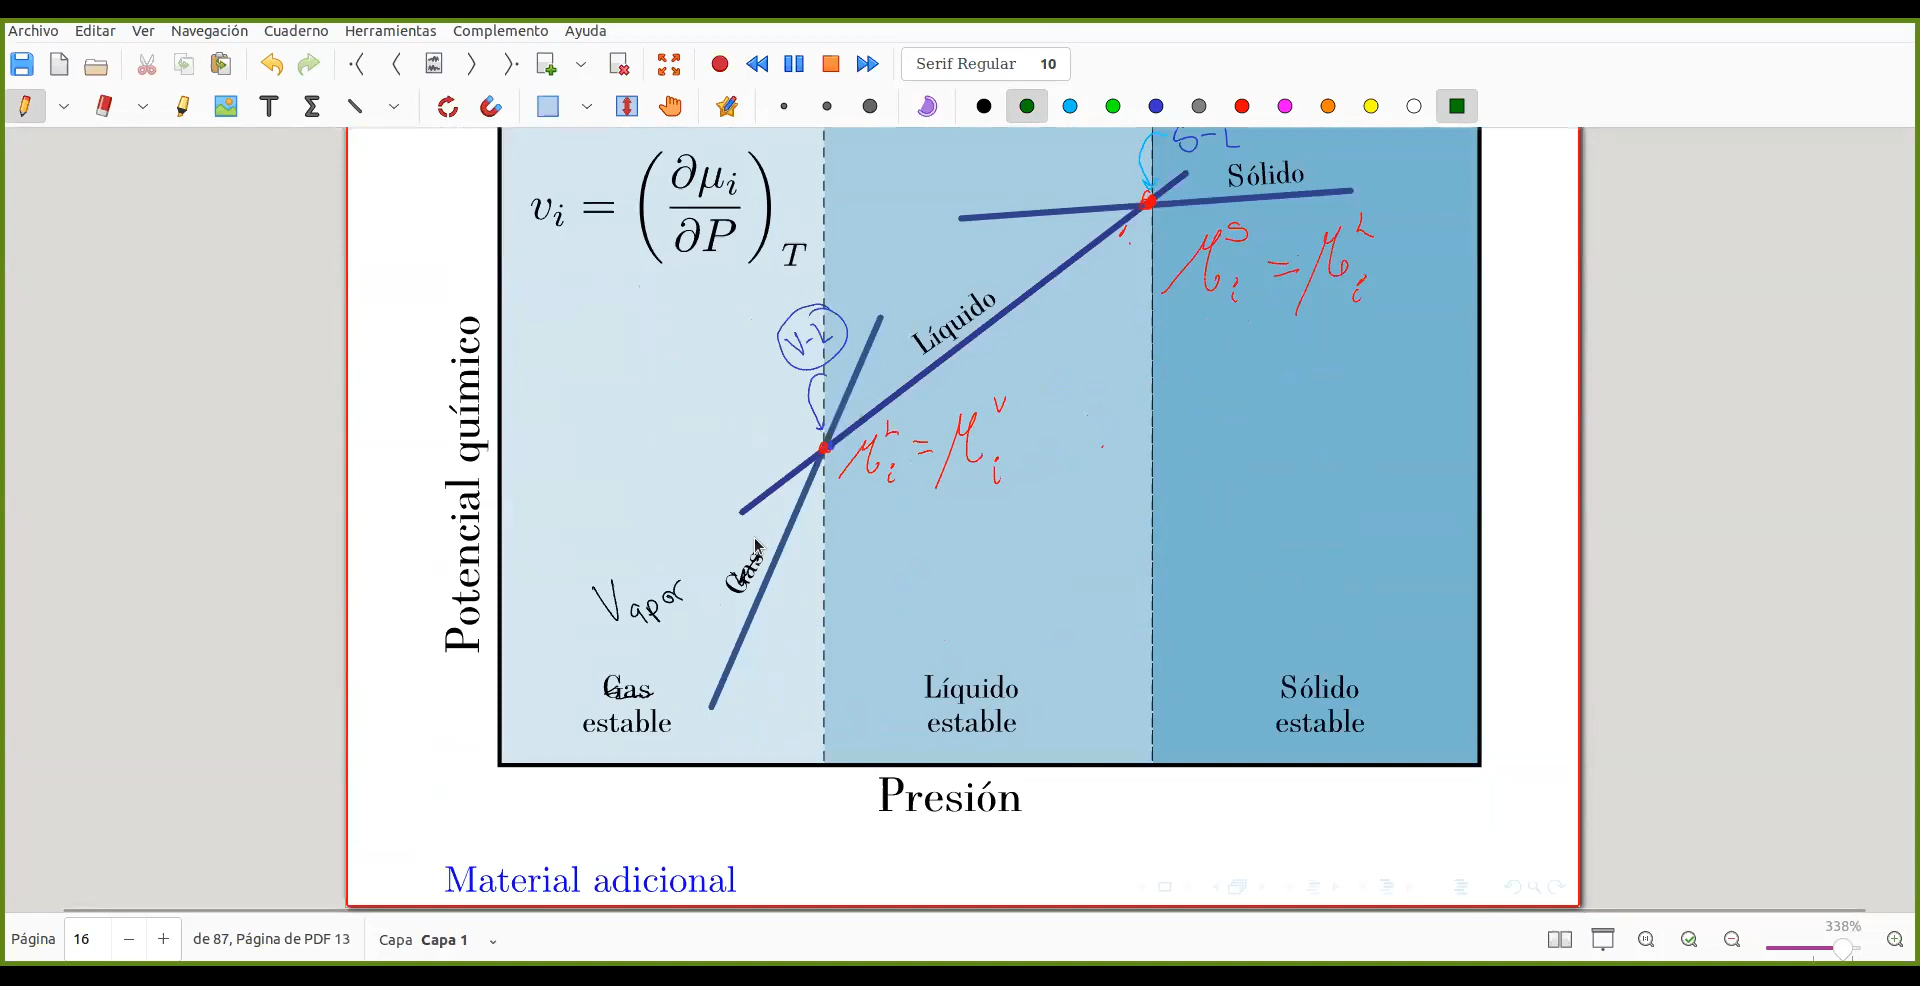 Archivo Editar Ver Navegación Cuaderno Herramientas Complemento Ayuda
Serif Regular 10
v_i = (∂μ_i / ∂P)_T
S-L
Sólido
μ_i^S = μ_i^L
Líquido
V-L
μ_i^L = μ_i^V
Gas
Vapor
Potencial químico
Gas
estable
Líquido
estable
Sólido
estable
Presión
Material adicional
Página 16 de 87, Página de PDF 13 Capa Capa 1
338%